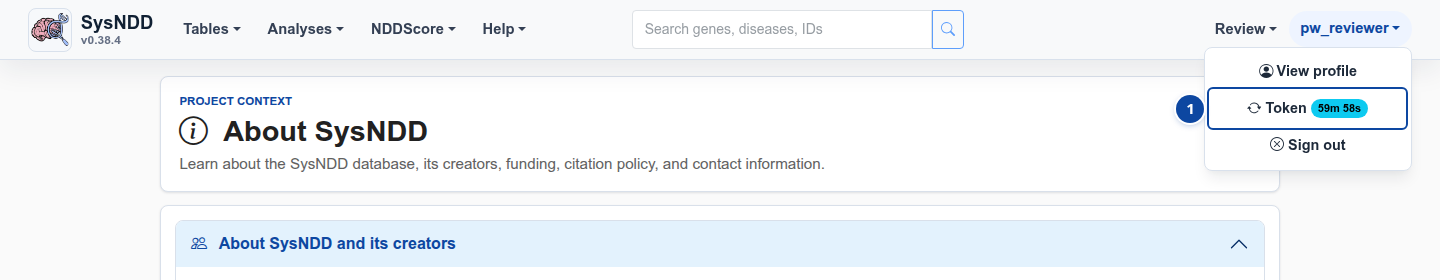 SysNDD
v0.38.4
Tables
Analyses
NDDScore
Help
Search genes, diseases, IDs
Review
pw_reviewer
View profile
1
Token 59m 58s
Sign out
PROJECT CONTEXT
About SysNDD
Learn about the SysNDD database, its creators, funding, citation policy, and contact information.
About SysNDD and its creators